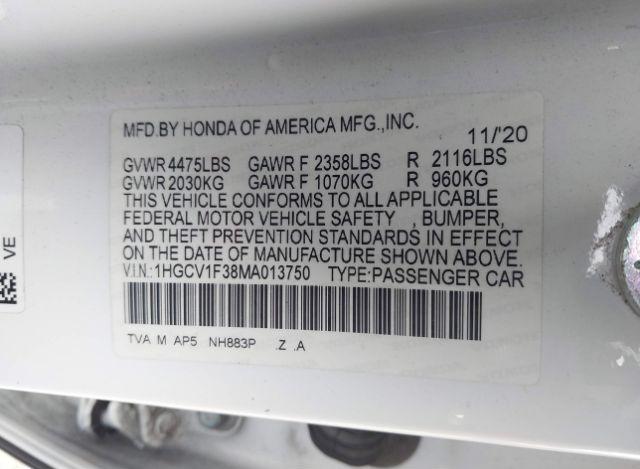 MFD.BY HONDA OF AMERICA MFG.,INC.
11/'20
GVWR 4475LBS GAWR F 2358LBS R 2116LBS
GVWR 2030KG GAWR F 1070KG R 960KG
THIS VEHICLE CONFORMS TO ALL APPLICABLE
FEDERAL MOTOR VEHICLE SAFETY , BUMPER,
AND THEFT PREVENTION STANDARDS IN EFFECT
ON THE DATE OF MANUFACTURE SHOWN ABOVE.
VIN:1HGCV1F38MA013750 TYPE:PASSENGER CAR
TVA M AP5 NH883P .Z .A
VE